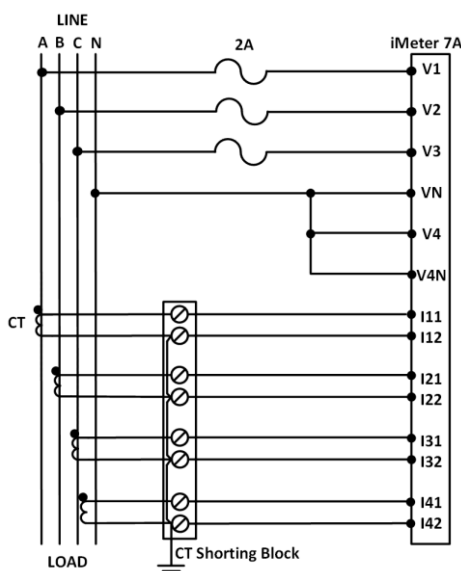 LINE
A B C N
2A
iMeter 7A
V1
V2
V3
VN
V4
V4N
CT
I11
I12
I21
I22
I31
I32
I41
I42
CT Shorting Block
LOAD